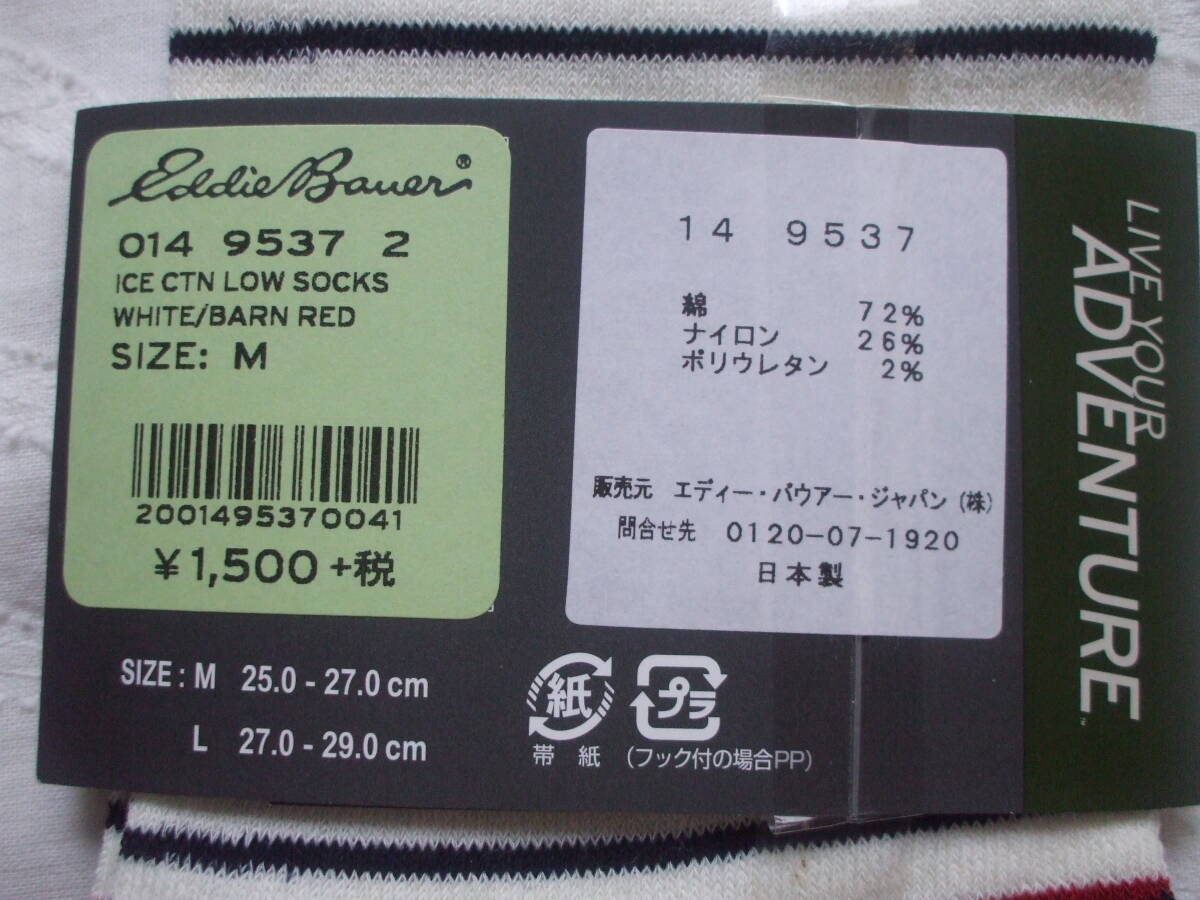 Eddie Bauer®
014 9537 2
ICE CTN LOW SOCKS
WHITE/BARN RED
SIZE: M
2001495370041
¥1,500+税
14 9537
綿 72%
ナイロン 26%
ポリウレタン 2%
販売元 エディー・バウアー・ジャパン(株)
問合せ先 0120-07-1920
日本製
LIVE YOUR
ADVENTURE™
SIZE : M 25.0 - 27.0 cm
L 27.0 - 29.0 cm
紙
プラ
帯 紙 (フック付の場合PP)